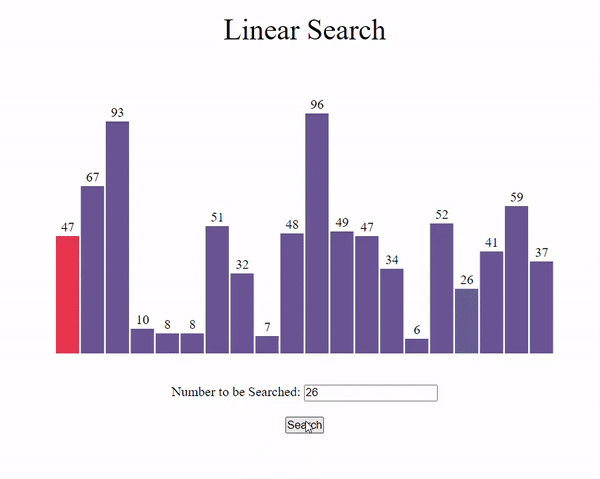 Linear Search
47 67 93 10 8 8 51 32 7 48 96 49 47 34 6 52 26 41 59 37
Number to be Searched: 26
Search